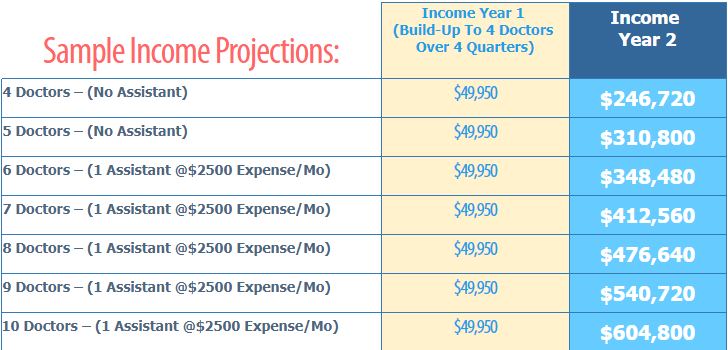 Sample Income Projections:
Income Year 1
(Build-Up To 4 Doctors
Over 4 Quarters)
Income
Year 2
4 Doctors – (No Assistant) $49,950 $246,720
5 Doctors – (No Assistant) $49,950 $310,800
6 Doctors – (1 Assistant @$2500 Expense/Mo) $49,950 $348,480
7 Doctors – (1 Assistant @$2500 Expense/Mo) $49,950 $412,560
8 Doctors – (1 Assistant @$2500 Expense/Mo) $49,950 $476,640
9 Doctors – (1 Assistant @$2500 Expense/Mo) $49,950 $540,720
10 Doctors – (1 Assistant @$2500 Expense/Mo) $49,950 $604,800